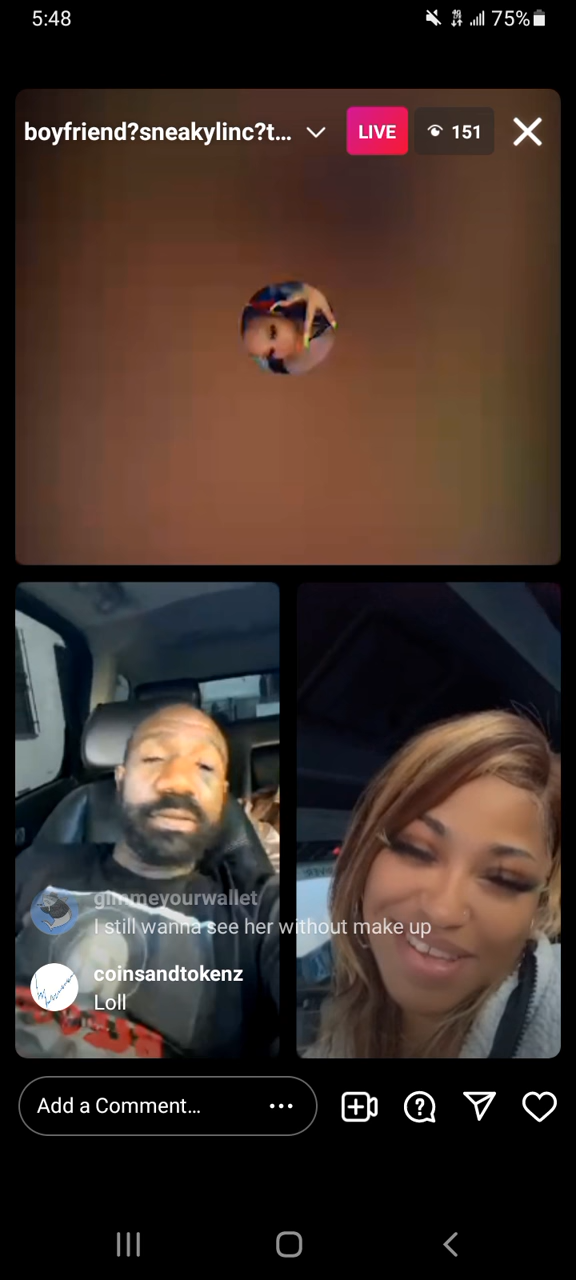 5:48
75%
boyfriend?sneakylinc?t...
LIVE
151
gimmeyourwallet
I still wanna see her without make up
coinsandtokenz
Loll
Add a Comment...